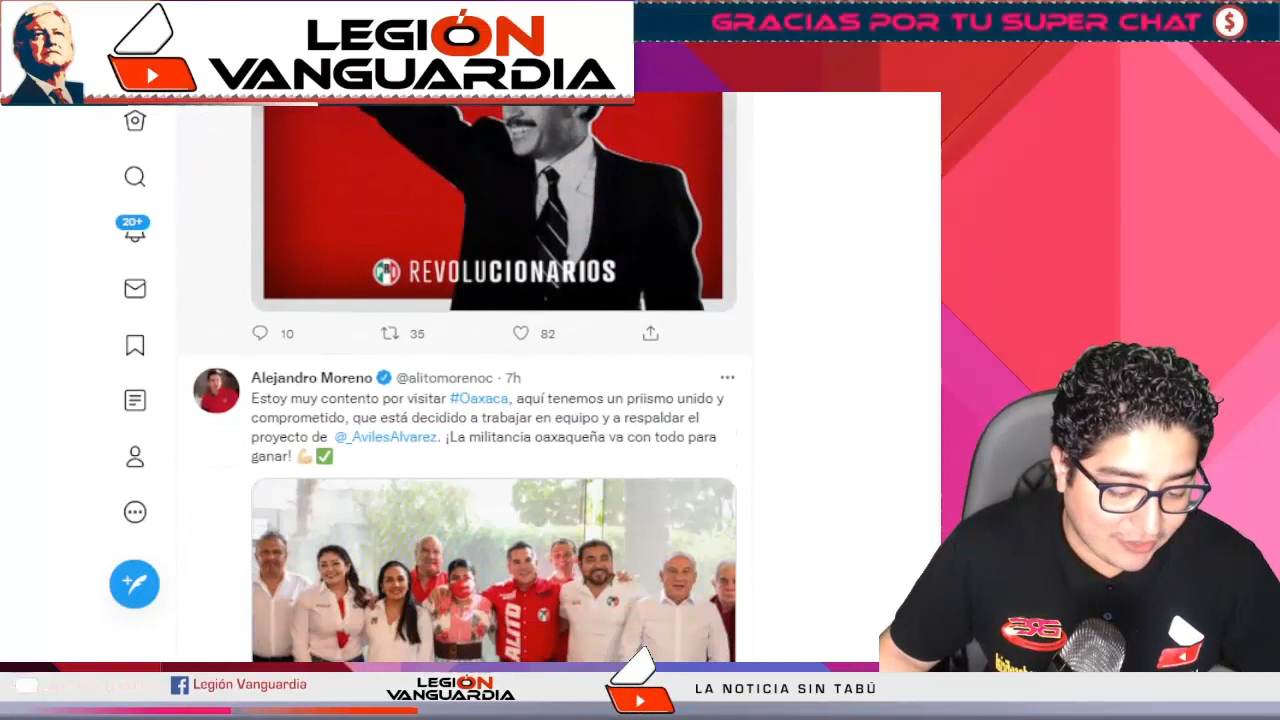 LEGIÓN
VANGUARDIA
GRACIAS POR TU SUPER CHAT
$
20+
PRI REVOLUCIONARIOS
10 35 82
Alejandro Moreno @alitomorenoc · 7h
Estoy muy contento por visitar #Oaxaca, aquí tenemos un priismo unido y
comprometido, que está decidido a trabajar en equipo y a respaldar el
proyecto de @_AvilesAlvarez. ¡La militancia oaxaqueña va con todo para
ganar! 💪🏼✅
ALITO
Legión Vanguardia
LEGIÓN
VANGUARDIA
LA NOTICIA SIN TABÚ